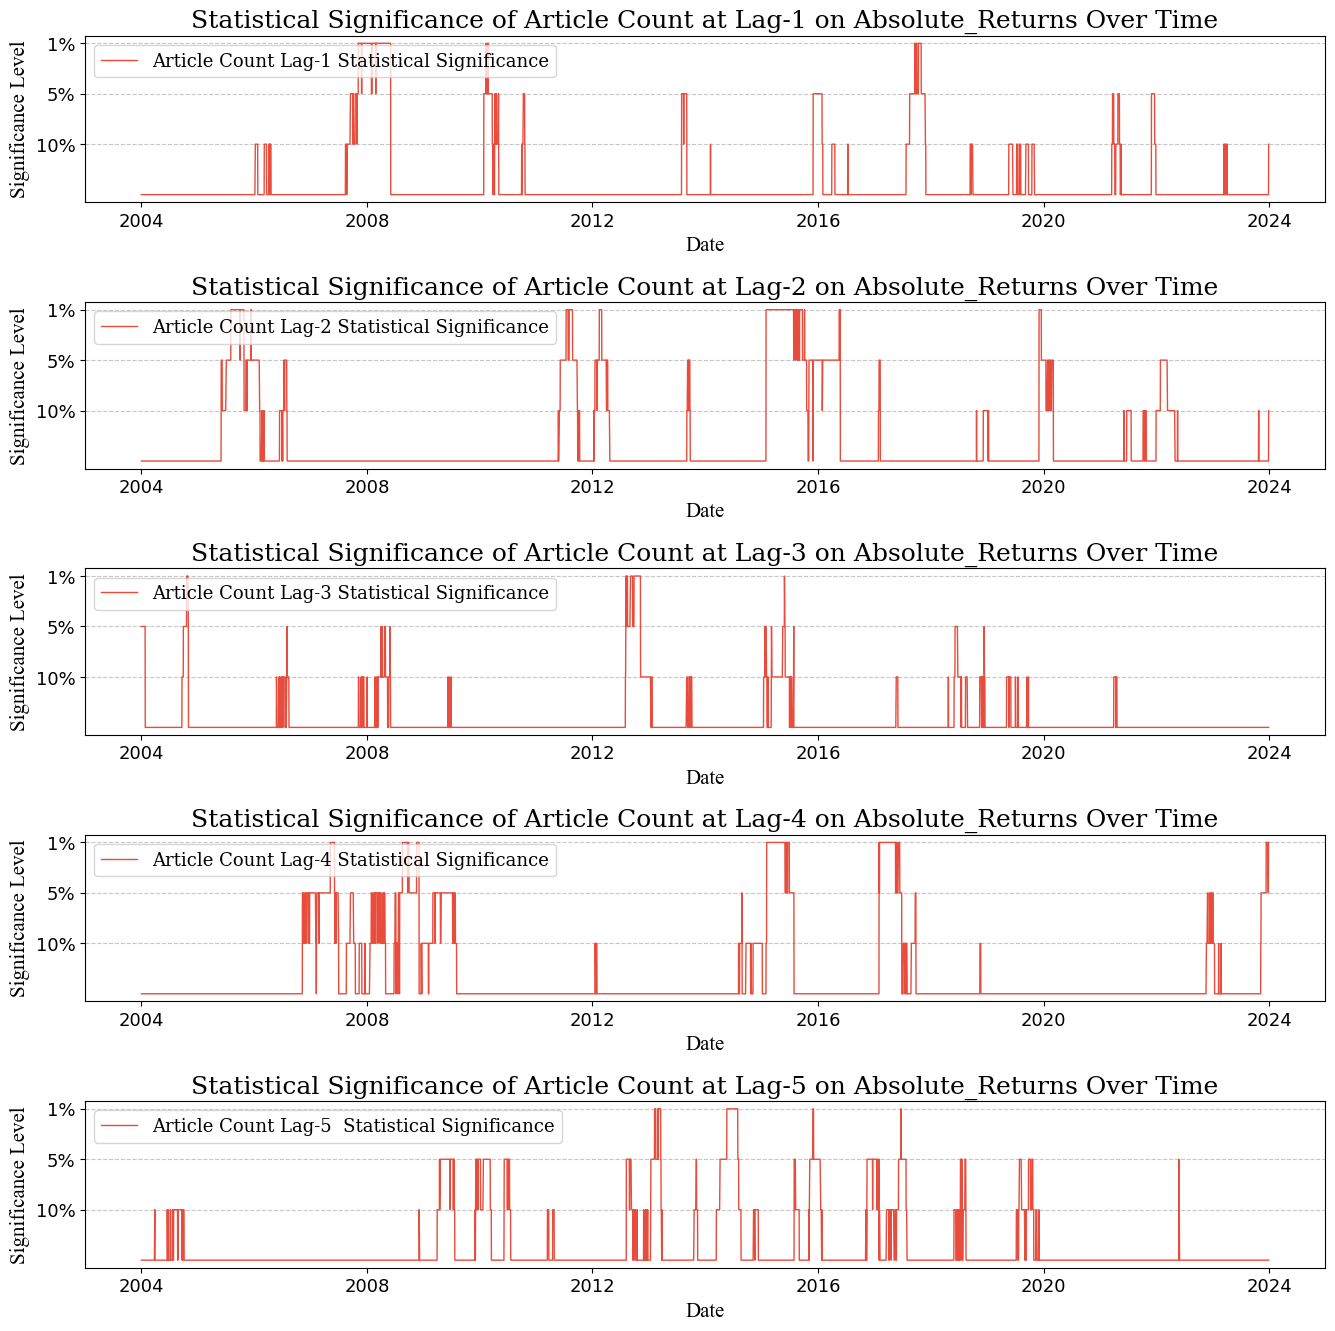 Statistical Significance of Article Count at Lag-1 on Absolute_Returns Over Time
Significance Level
1%
5%
10%
Article Count Lag-1 Statistical Significance
2004 2008 2012 2016 2020 2024
Date
Statistical Significance of Article Count at Lag-2 on Absolute_Returns Over Time
Significance Level
1%
5%
10%
Article Count Lag-2 Statistical Significance
2004 2008 2012 2016 2020 2024
Date
Statistical Significance of Article Count at Lag-3 on Absolute_Returns Over Time
Significance Level
1%
5%
10%
Article Count Lag-3 Statistical Significance
2004 2008 2012 2016 2020 2024
Date
Statistical Significance of Article Count at Lag-4 on Absolute_Returns Over Time
Significance Level
1%
5%
10%
Article Count Lag-4 Statistical Significance
2004 2008 2012 2016 2020 2024
Date
Statistical Significance of Article Count at Lag-5 on Absolute_Returns Over Time
Significance Level
1%
5%
10%
Article Count Lag-5  Statistical Significance
2004 2008 2012 2016 2020 2024
Date